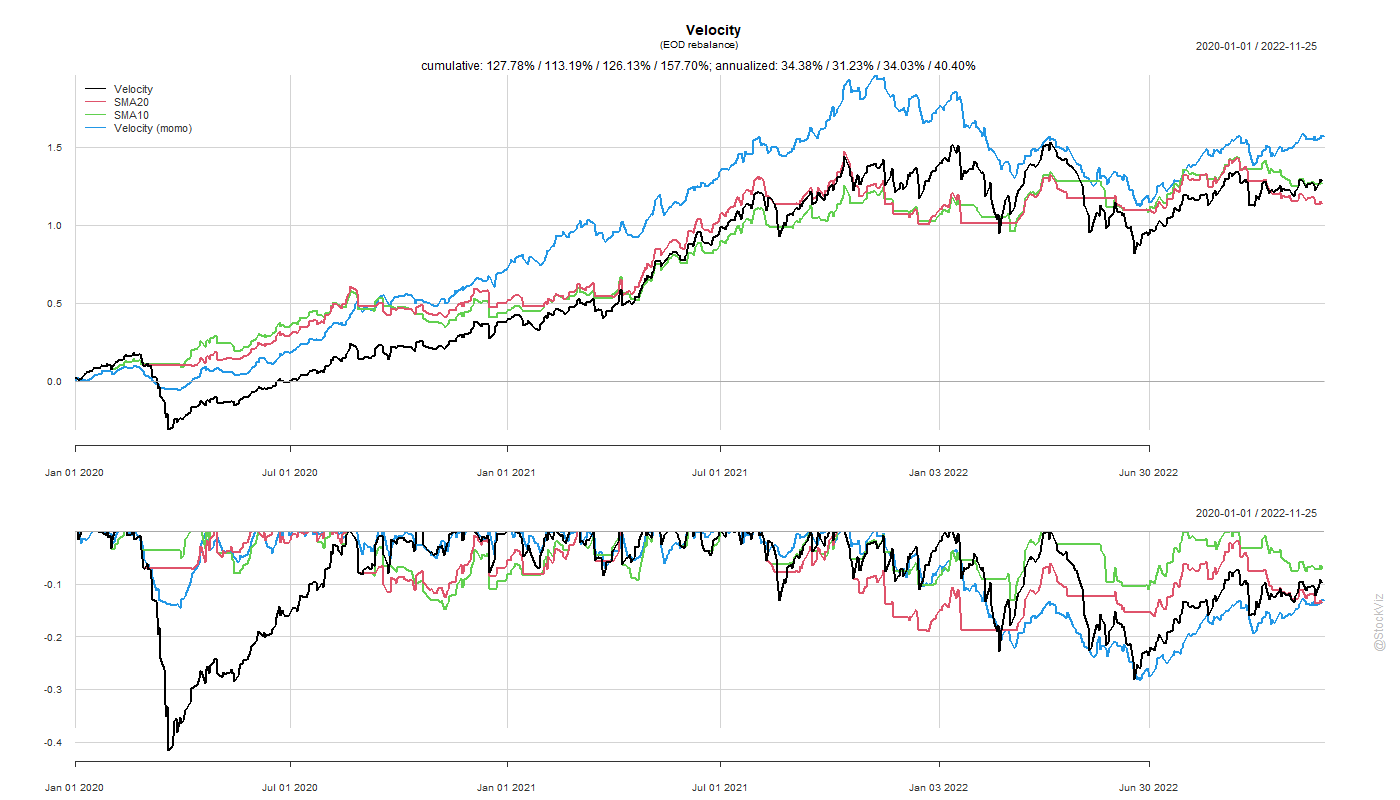 Velocity
(EOD rebalance)
2020-01-01 / 2022-11-25
cumulative: 127.78% / 113.19% / 126.13% / 157.70%; annualized: 34.38% / 31.23% / 34.03% / 40.40%
Velocity
SMA20
SMA10
Velocity (momo)
1.5
1.0
0.5
0.0
Jan 01 2020 Jul 01 2020 Jan 01 2021 Jul 01 2021 Jan 03 2022 Jun 30 2022
2020-01-01 / 2022-11-25
-0.1
-0.2
-0.3
-0.4
Jan 01 2020 Jul 01 2020 Jan 01 2021 Jul 01 2021 Jan 03 2022 Jun 30 2022
@StockViz